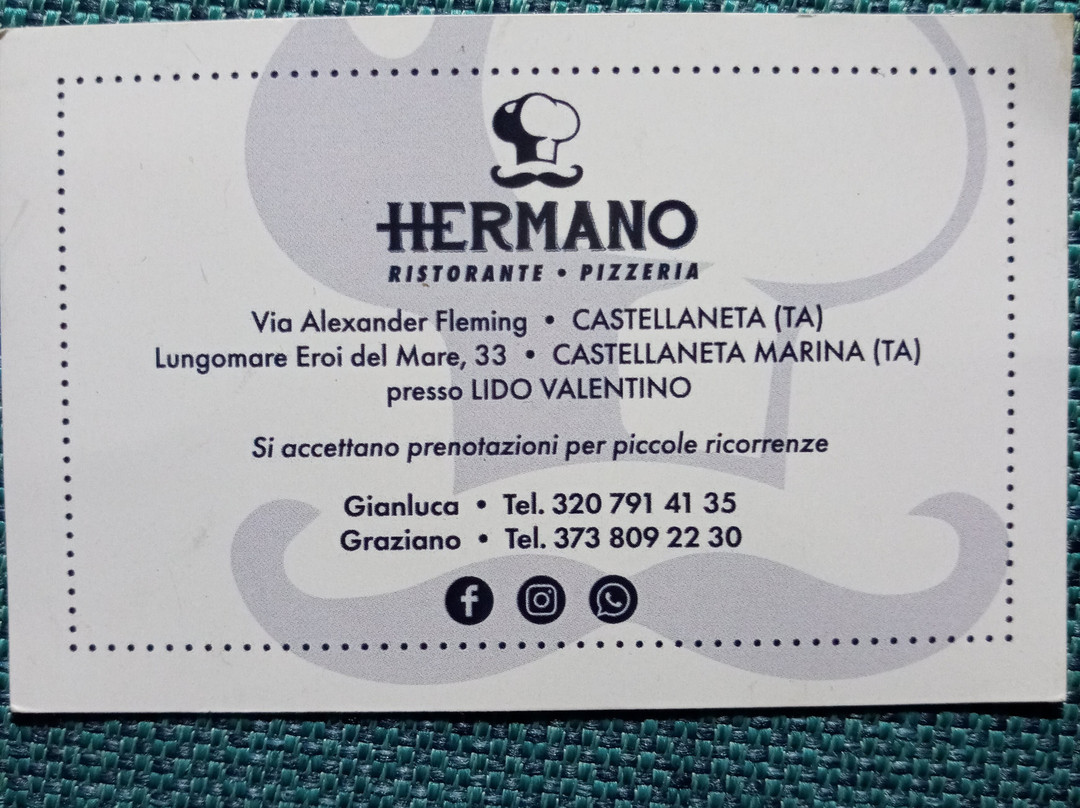 HERMANO
RISTORANTE • PIZZERIA
Via Alexander Fleming • CASTELLANETA (TA)
Lungomare Eroi del Mare, 33 • CASTELLANETA MARINA (TA)
presso LIDO VALENTINO
Si accettano prenotazioni per piccole ricorrenze
Gianluca • Tel. 320 791 41 35
Graziano • Tel. 373 809 22 30